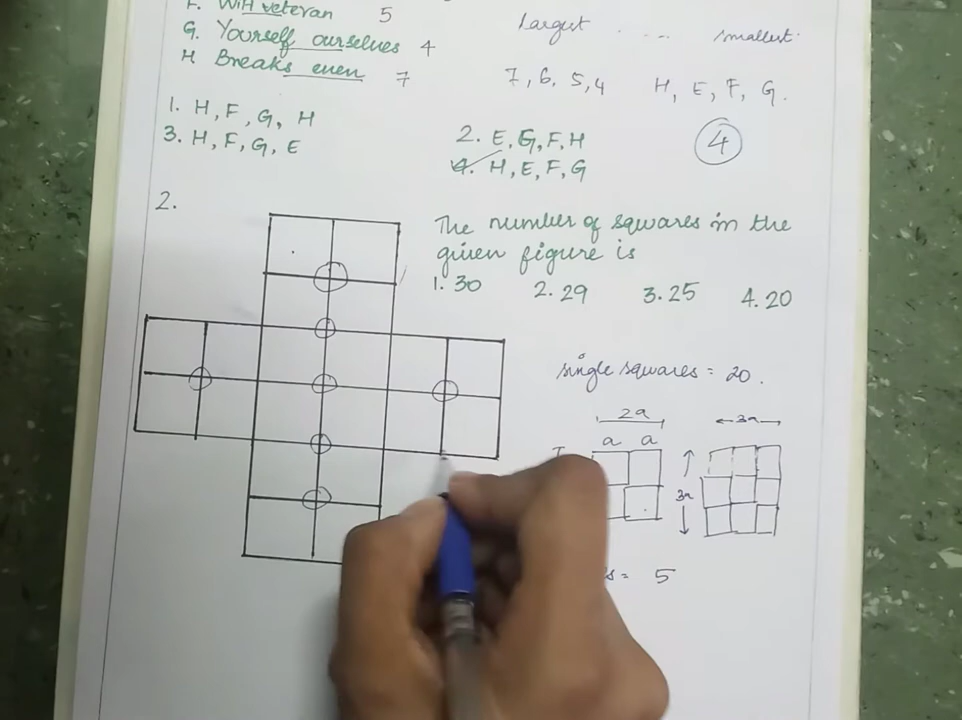 F. WiH veteran 5
G. Yourself ourselves 4
H Breaks even 7
Largest .... smallest.
7, 6, 5, 4 H, E, F, G.
1. H, F, G, H
2. E, G, F, H
3. H, F, G, E
4. H, E, F, G
4
2.
The number of squares in the
given figure is
1. 30 2. 29 3. 25 4. 20
single squares = 20.
2a
a a
3a
3a
= 5